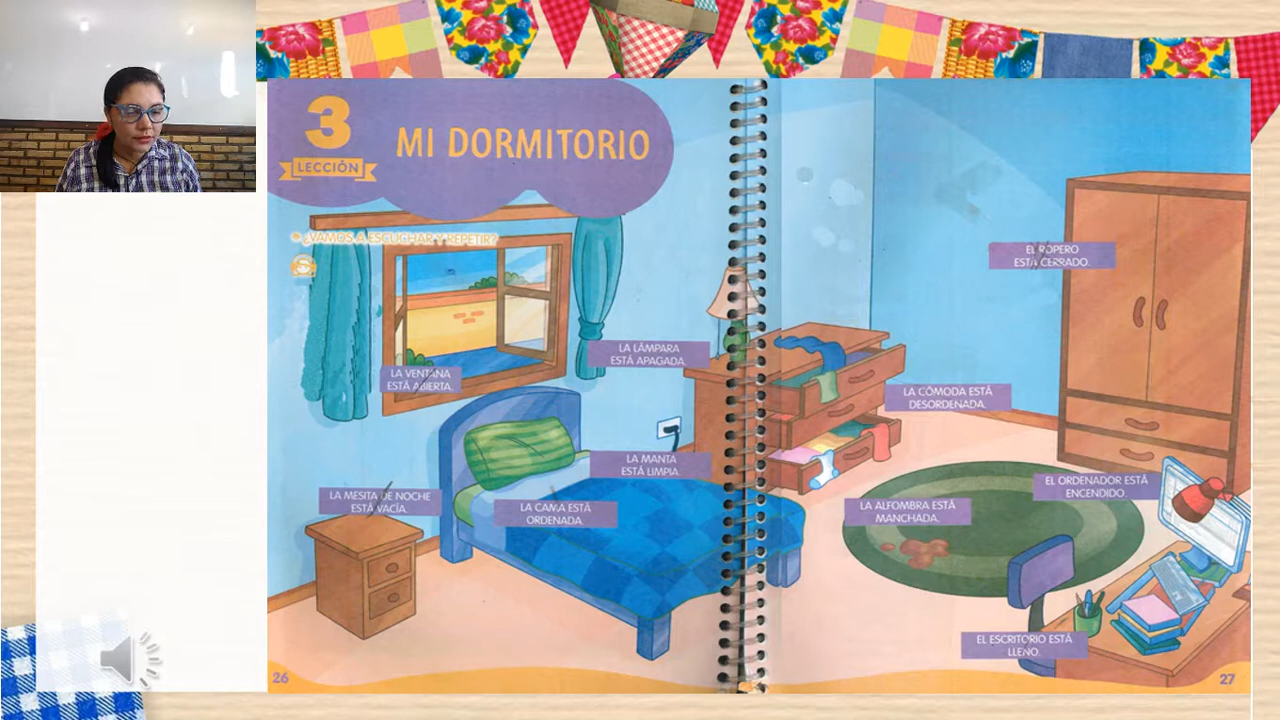 3
LECCIÓN
MI DORMITORIO
¿VAMOS A ESCUCHAR Y REPETIR?
LA VENTANA
ESTÁ ABIERTA.
LA LÁMPARA
ESTÁ APAGADA.
LA MANTA
ESTÁ LIMPIA.
LA MESITA DE NOCHE
ESTÁ VACÍA.
LA CAMA ESTÁ
ORDENADA.
26
EL ROPERO
ESTÁ CERRADO.
LA CÓMODA ESTÁ
DESORDENADA.
EL ORDENADOR ESTÁ
ENCENDIDO.
LA ALFOMBRA ESTÁ
MANCHADA.
EL ESCRITORIO ESTÁ
LLENO.
27